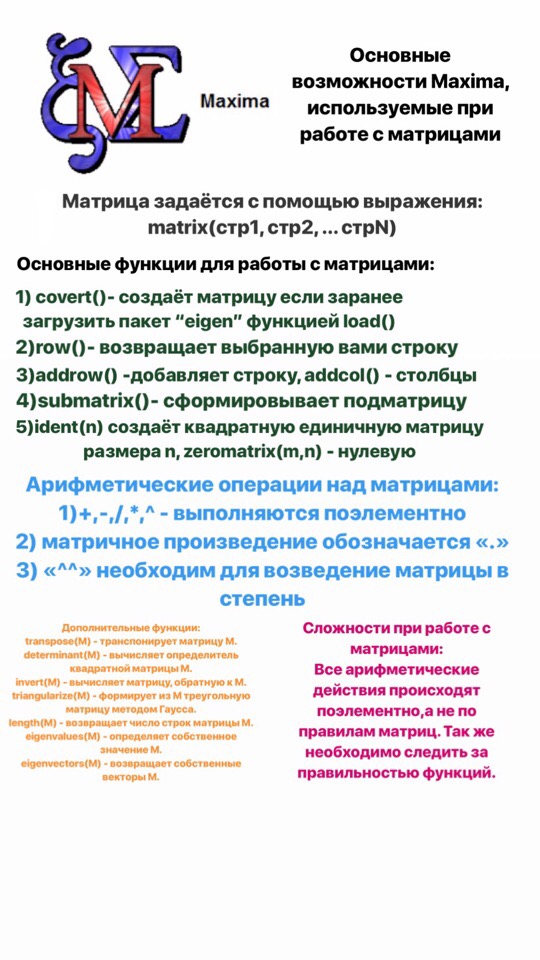 Maxima
Основные
возможности Maxima,
используемые при
работе с матрицами
Матрица задаётся с помощью выражения:
matrix(стр1, стр2, ... стрN)
Основные функции для работы с матрицами:
1) covert()- создаёт матрицу если заранее
загрузить пакет “eigen” функцией load()
2)row()- возвращает выбранную вами строку
3)addrow() -добавляет строку, addcol() - столбцы
4)submatrix()- сформировывает подматрицу
5)ident(n) создаёт квадратную единичную матрицу
размера n, zeromatrix(m,n) - нулевую
Арифметические операции над матрицами:
1)+,-,/,*,^ - выполняются поэлементно
2) матричное произведение обозначается «.»
3) «^^» необходим для возведение матрицы в
степень
Дополнительные функции:
transpose(M) - транспонирует матрицу M.
determinant(M) - вычисляет определитель
квадратной матрицы M.
invert(M) - вычисляет матрицу, обратную к M.
triangularize(M) - формирует из M треугольную
матрицу методом Гаусса.
length(M) - возвращает число строк матрицы M.
eigenvalues(M) - определяет собственное
значение M.
eigenvectors(M) - возвращает собственные
векторы M.
Сложности при работе с
матрицами:
Все арифметические
действия происходят
поэлементно,а не по
правилам матриц. Так же
необходимо следить за
правильностью функций.